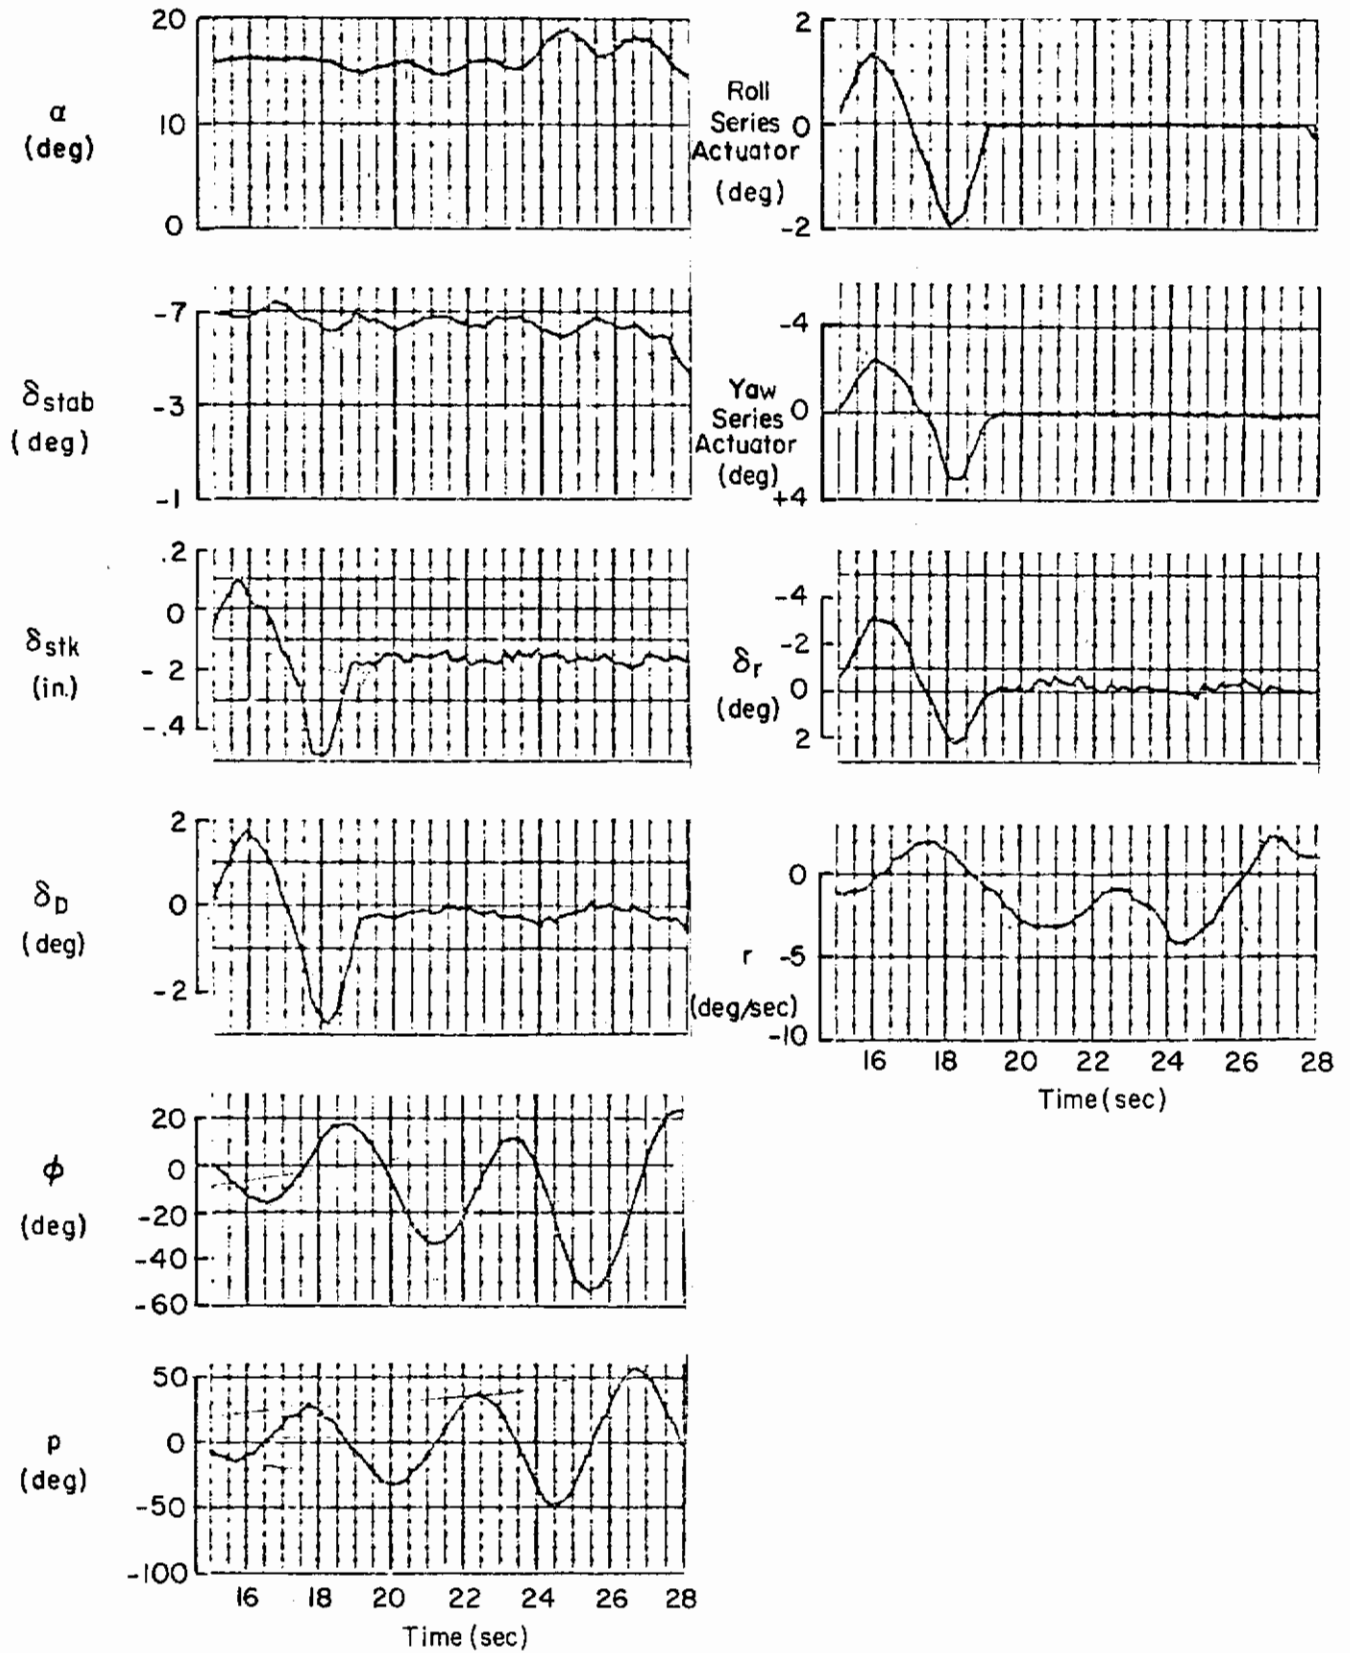 20
α
10
(deg)
0
-7
δstab
-3
(deg)
-1
.2
0
δstk
-2
(in.)
-.4
2
δD
0
(deg)
-2
20
ϕ
0
(deg)
-20
-40
-60
50
p
0
(deg)
-50
-100
16 18 20 22 24 26 28
Time (sec)
2
Roll
Series
0
Actuator
(deg)
-2
-4
Yaw
Series
0
Actuator
(deg)
+4
-4
-2
δr
0
(deg)
2
0
r
-5
(deg/sec)
-10
16 18 20 22 24 26 28
Time (sec)